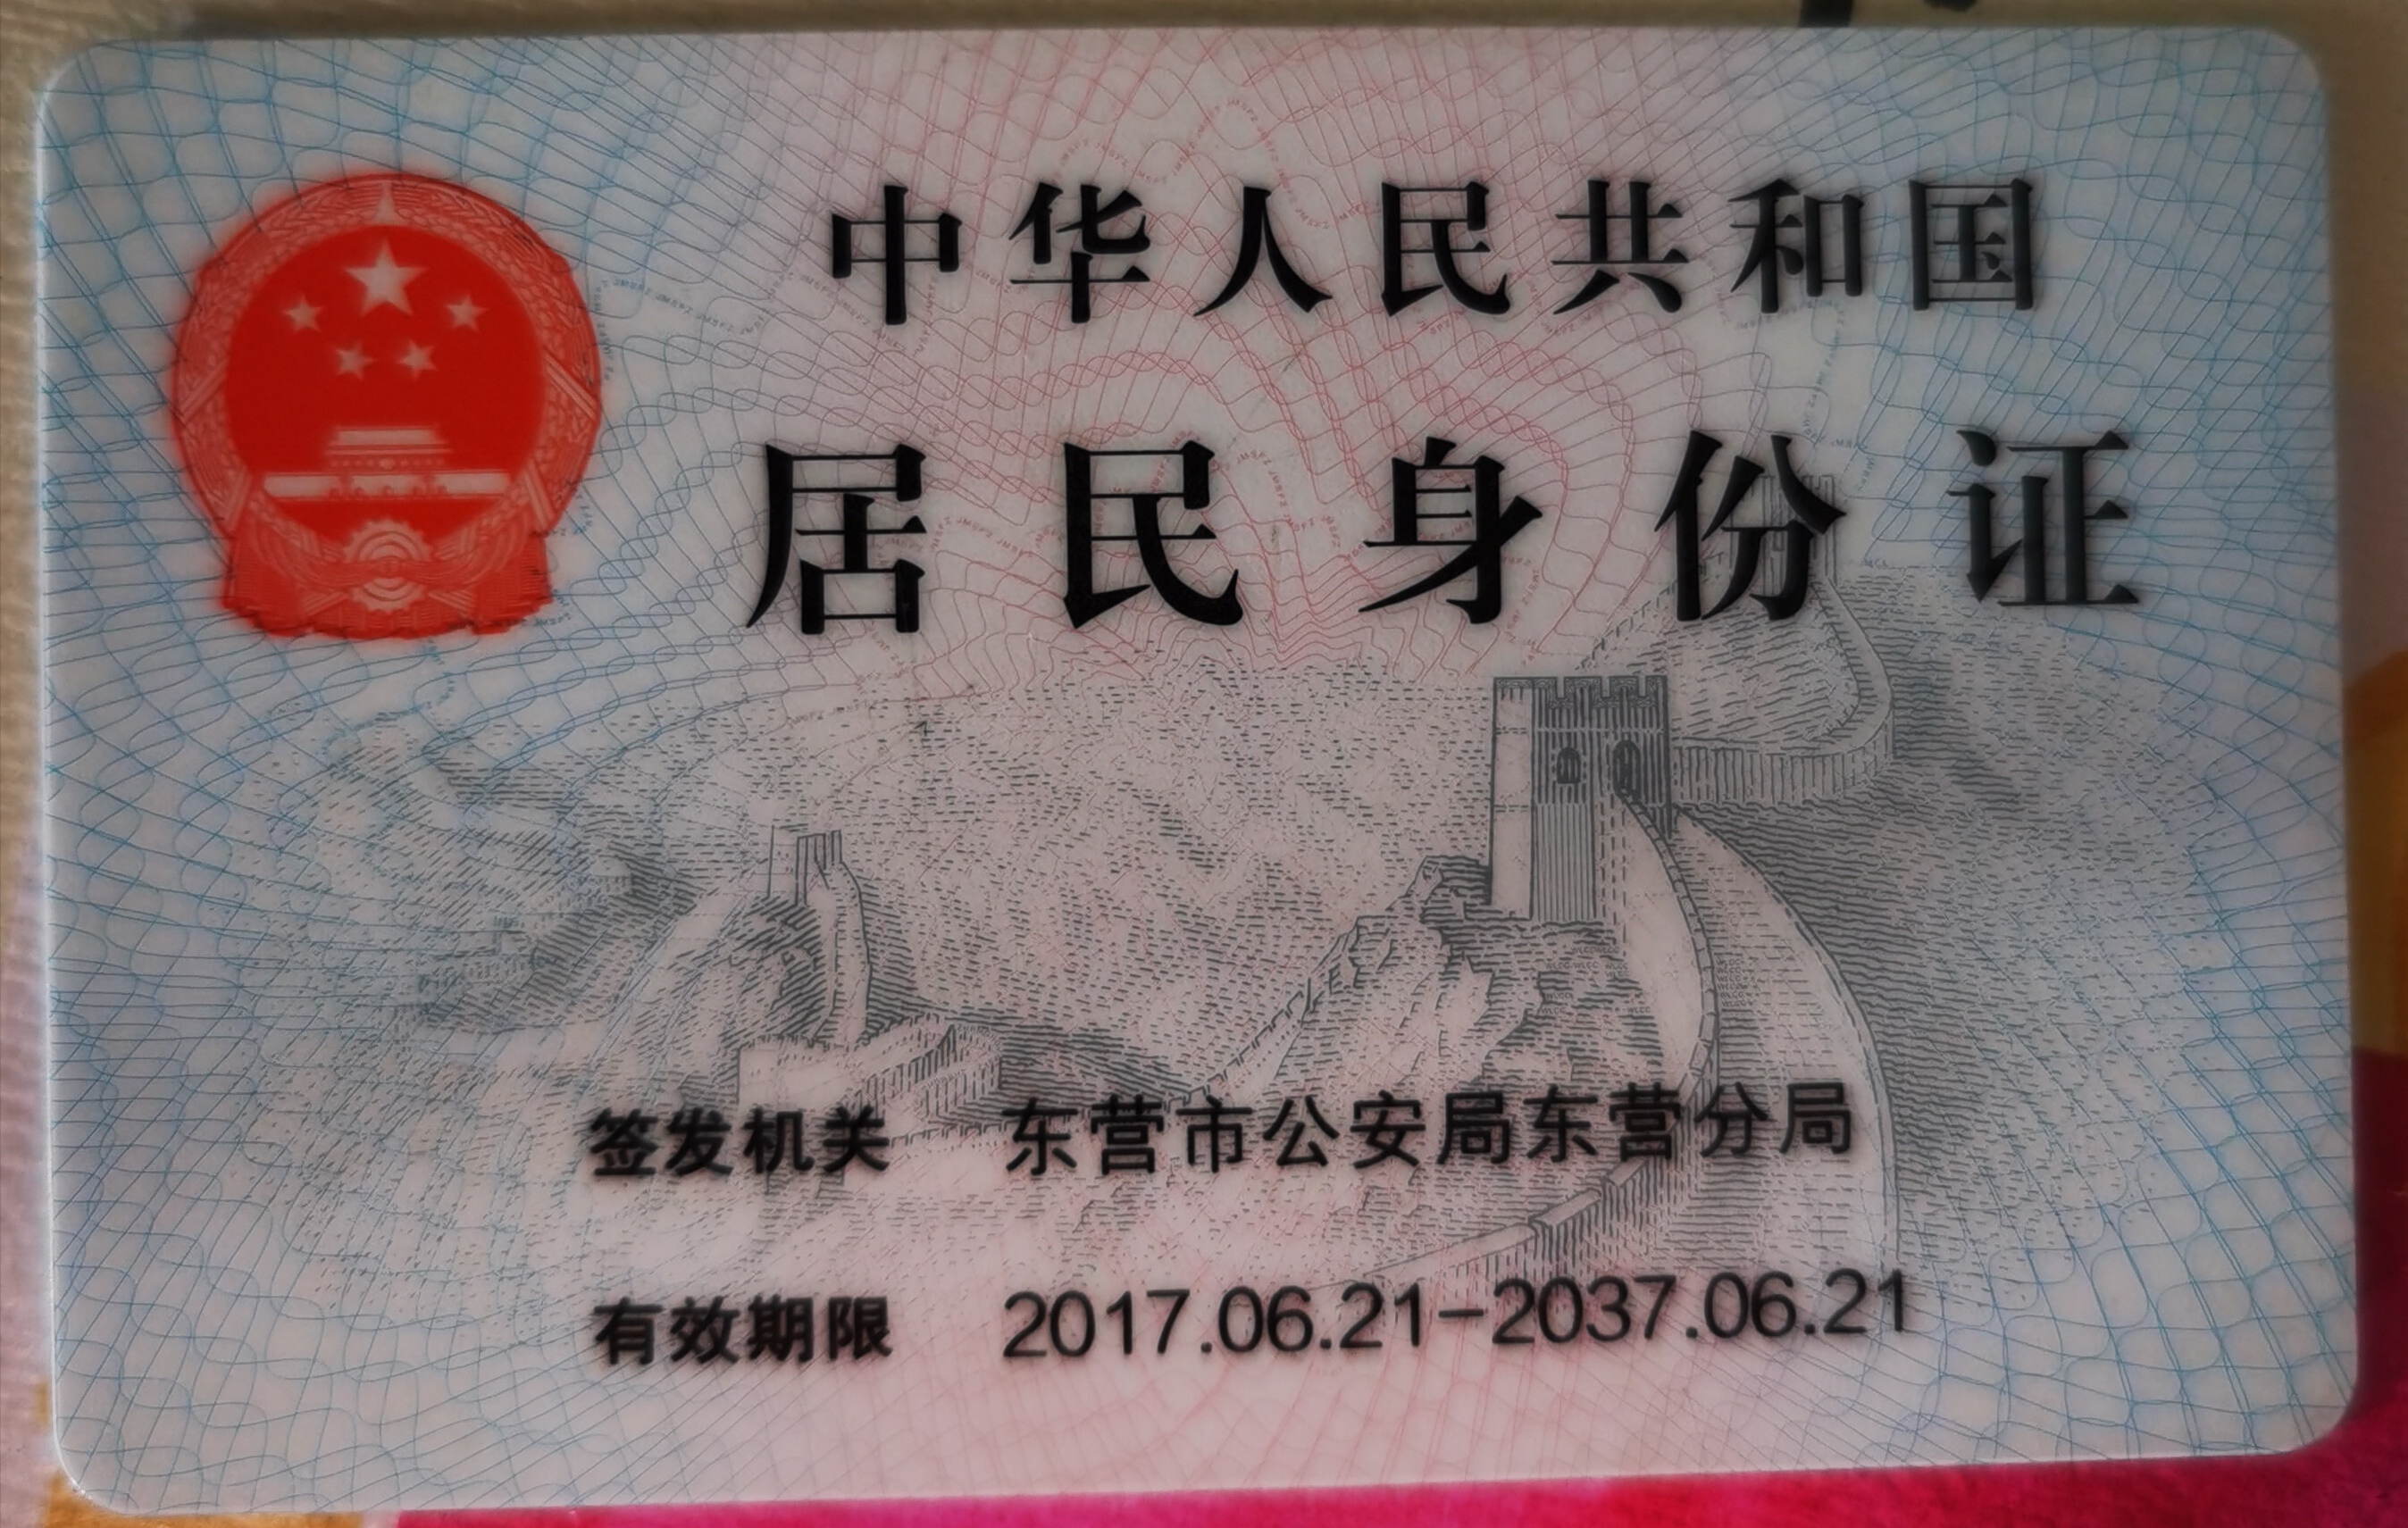 中华人民共和国
居民身份证
签发机关 东营市公安局东营分局
有效期限 2017.06.21-2037.06.21